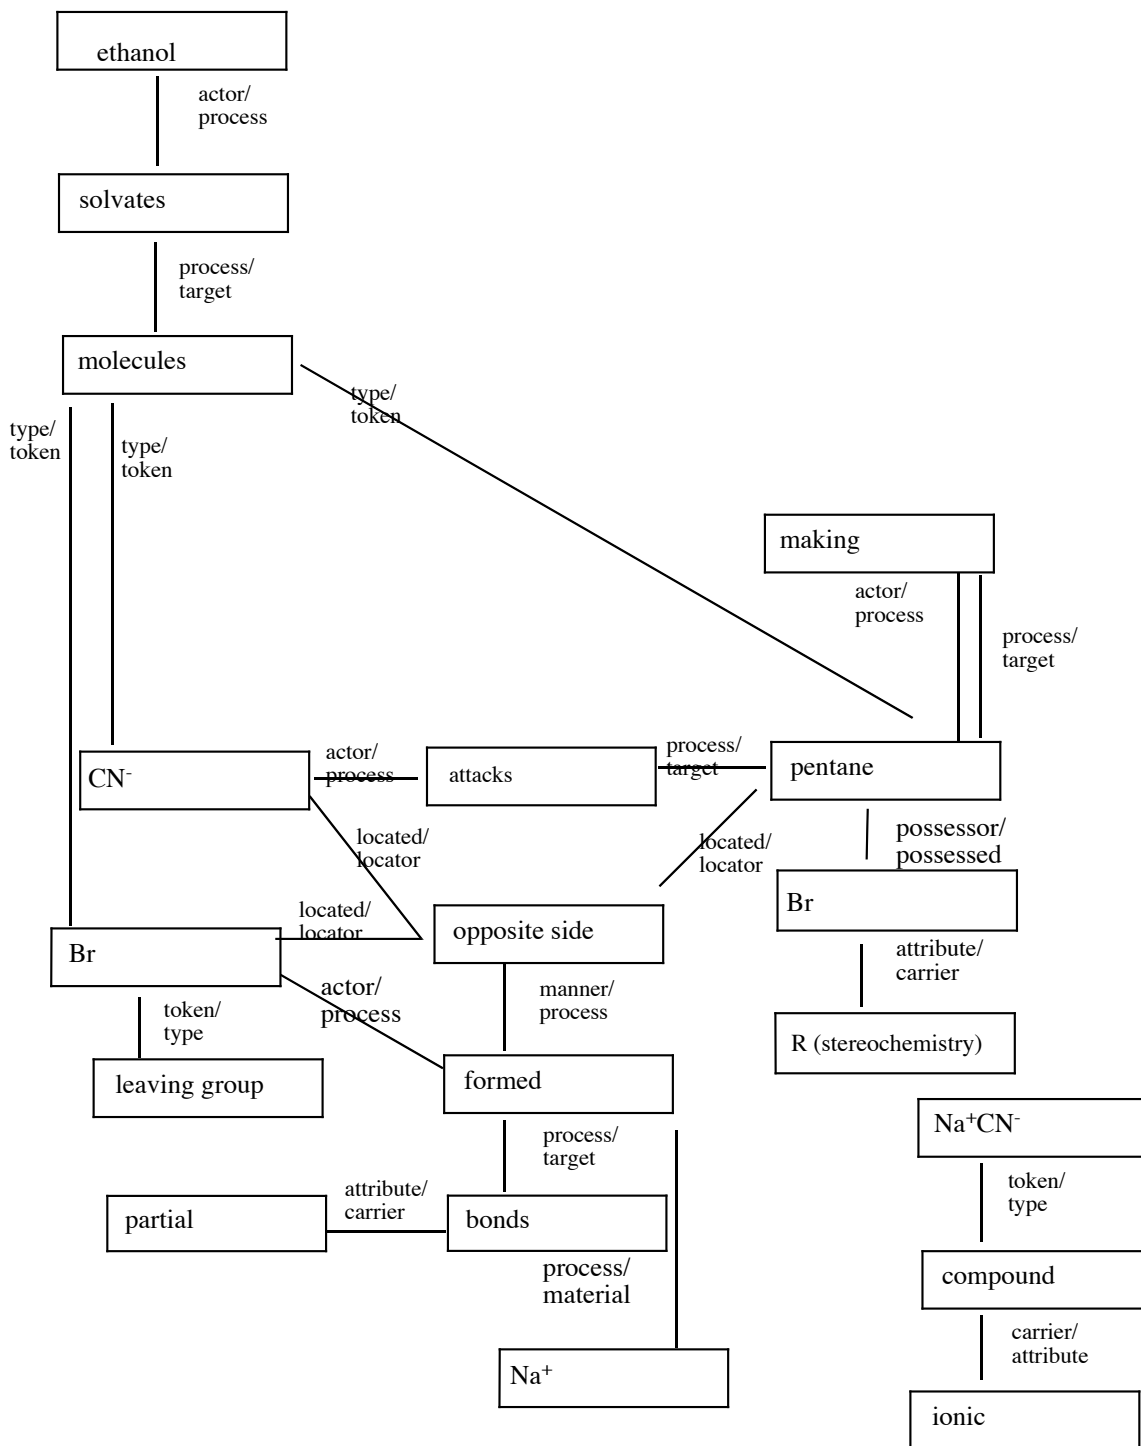 ethanol
actor/
process
solvates
process/
target
molecules
type/
token
type/
token
type/
token
making
actor/
process
process/
target
CN⁻
actor/
process
attacks
process/
target
pentane
located/
locator
located/
locator
possessor/
possessed
Br
located/
locator
opposite side
Br
attribute/
carrier
actor/
process
manner/
process
token/
type
R (stereochemistry)
leaving group
formed
Na⁺CN⁻
process/
target
token/
type
attribute/
carrier
partial
bonds
process/
material
compound
carrier/
attribute
Na⁺
ionic